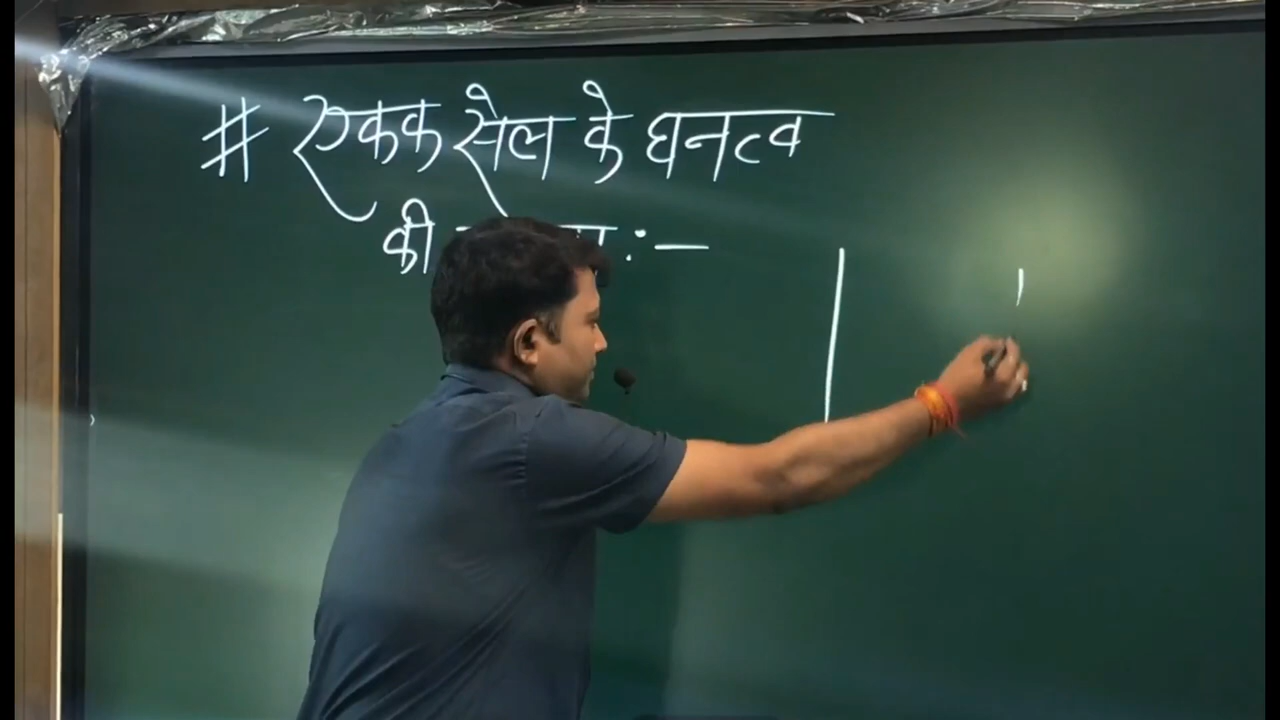 # एकक सेल के घनत्व
की :-